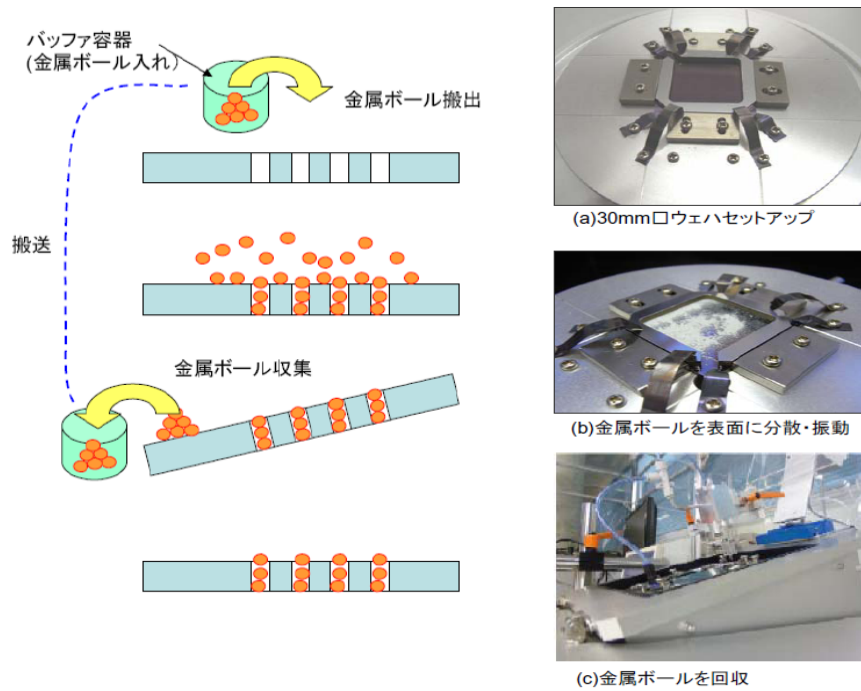 バッファ容器
(金属ボール入れ)
金属ボール搬出
搬送
金属ボール収集
(a)30mm□ウェハセットアップ
(b)金属ボールを表面に分散・振動
(c)金属ボールを回収